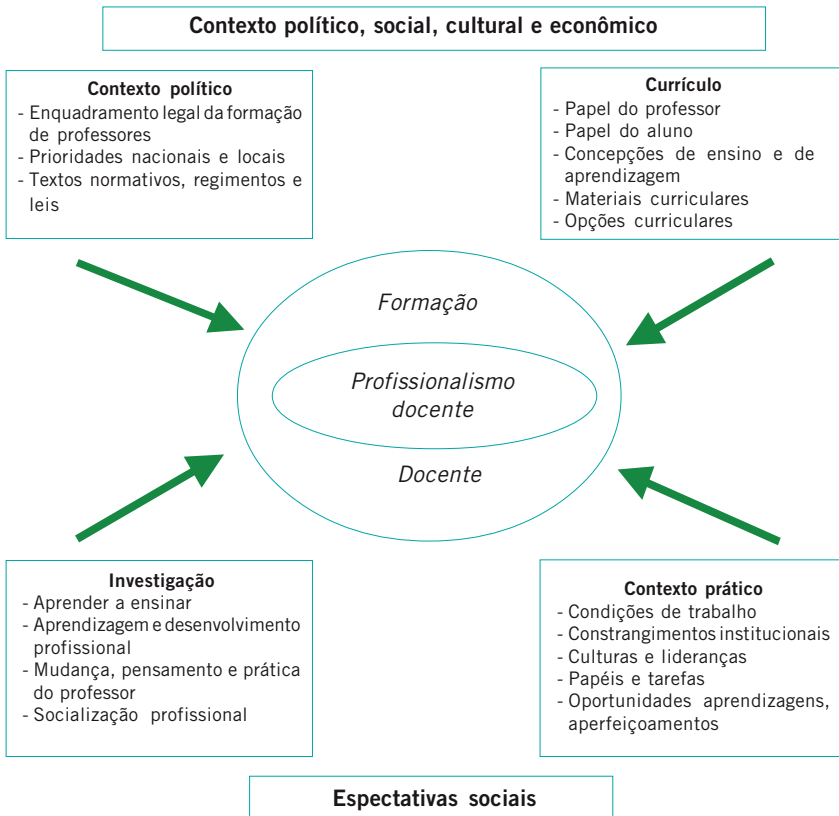 Contexto político, social, cultural e econômico
Contexto político
- Enquadramento legal da formação
de professores
- Prioridades nacionais e locais
- Textos normativos, regimentos e
leis
Currículo
- Papel do professor
- Papel do aluno
- Concepções de ensino e de
aprendizagem
- Materiais curriculares
- Opções curriculares
Formação
Profissionalismo
docente
Docente
Investigação
- Aprender a ensinar
- Aprendizagem e desenvolvimento
profissional
- Mudança, pensamento e prática
do professor
- Socialização profissional
Contexto prático
- Condições de trabalho
- Constrangimentos institucionais
- Culturas e lideranças
- Papéis e tarefas
- Oportunidades aprendizagens,
aperfeiçoamentos
Espectativas sociais